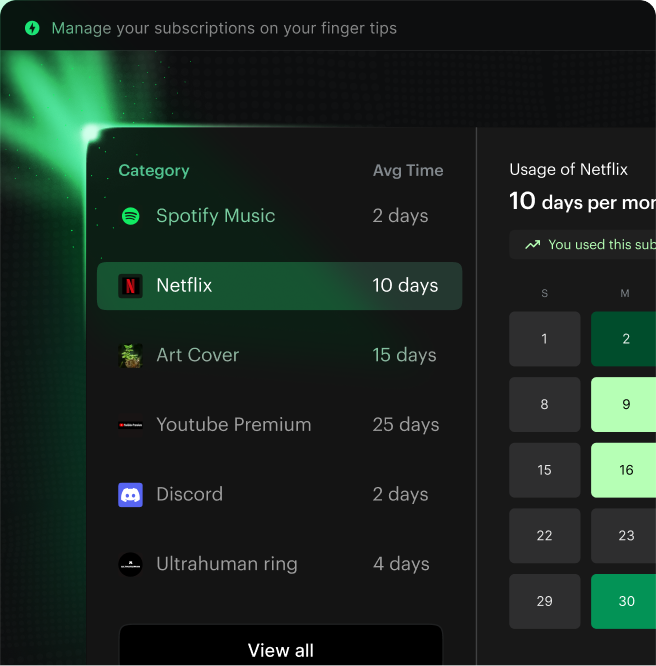 Manage your subscriptions on your finger tips
Category Avg Time
Spotify Music 2 days
Netflix 10 days
Art Cover 15 days
Youtube Premium 25 days
Discord 2 days
Ultrahuman ring 4 days
View all
Usage of Netflix
10 days per mon
You used this sub
S M
1 2
8 9
15 16
22 23
29 30